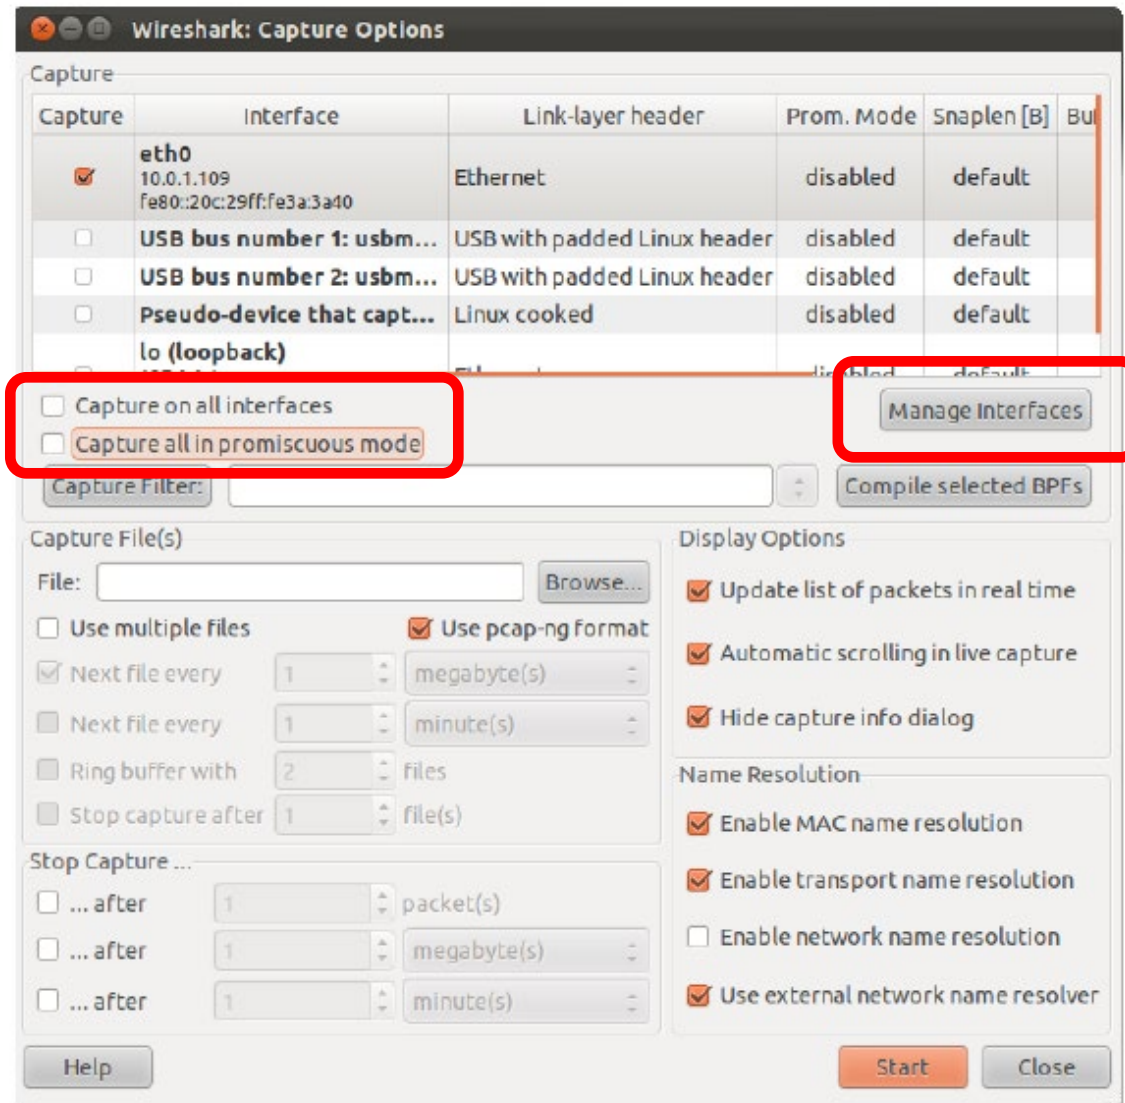 Wireshark: Capture Options
Capture
Capture Interface Link-layer header Prom. Mode Snaplen [B]
eth0
10.0.1.109
fe80::20c:29ff:fe3a:3a40
Ethernet disabled default
USB bus number 1: usbm... USB with padded Linux header disabled default
USB bus number 2: usbm... USB with padded Linux header disabled default
Pseudo-device that capt... Linux cooked disabled default
lo (loopback)
Capture on all interfaces
Manage Interfaces
Capture all in promiscuous mode
Capture Filter: Compile selected BPFs
Capture File(s)
File: Browse...
Use multiple files Use pcap-ng format
Next file every 1 megabyte(s)
Next file every 1 minute(s)
Ring buffer with 2 files
Stop capture after 1 file(s)
Stop Capture ...
... after 1 packet(s)
... after 1 megabyte(s)
... after 1 minute(s)
Display Options
Update list of packets in real time
Automatic scrolling in live capture
Hide capture info dialog
Name Resolution
Enable MAC name resolution
Enable transport name resolution
Enable network name resolution
Use external network name resolver
Help Start Close